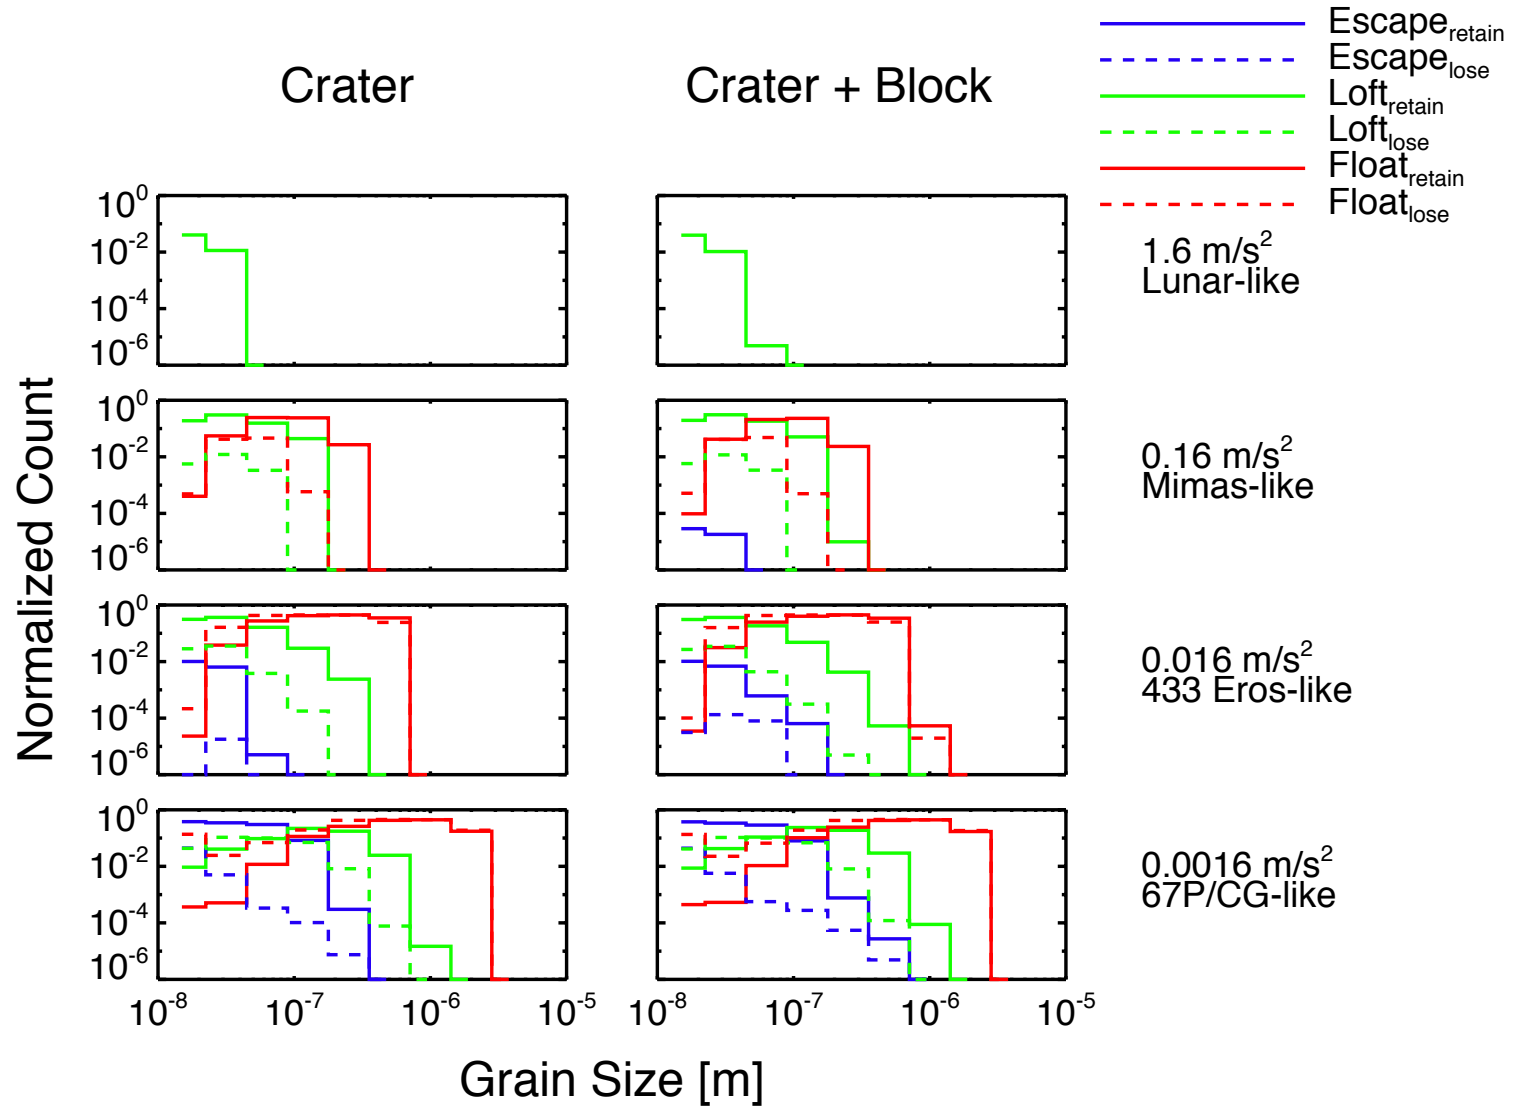 Escape_retain
Escape_lose
Loft_retain
Loft_lose
Float_retain
Float_lose
Crater
Crater + Block
10^0
10^-2
10^-4
10^-6
1.6 m/s^2
Lunar-like
10^0
10^-2
10^-4
10^-6
0.16 m/s^2
Mimas-like
Normalized Count
10^0
10^-2
10^-4
10^-6
0.016 m/s^2
433 Eros-like
10^0
10^-2
10^-4
10^-6
0.0016 m/s^2
67P/CG-like
10^-8 10^-7 10^-6 10^-5
10^-8 10^-7 10^-6 10^-5
Grain Size [m]